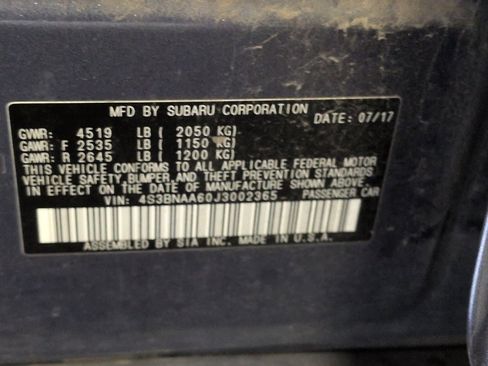 MFD BY SUBARU CORPORATION DATE: 07/17
GVWR: 4519 LB ( 2050 KG)
GAWR: F 2535 LB ( 1150 KG)
GAWR: R 2645 LB ( 1200 KG)
THIS VEHICLE CONFORMS TO ALL APPLICABLE FEDERAL MOTOR
VEHICLE SAFETY, BUMPER, AND THEFT PREVENTION STANDARDS
IN EFFECT ON THE DATE OF MANUFACTURE SHOWN ABOVE.
VIN: 4S3BNAA60J3002365 PASSENGER CAR
ASSEMBLED BY SIA INC. MADE IN U.S.A.